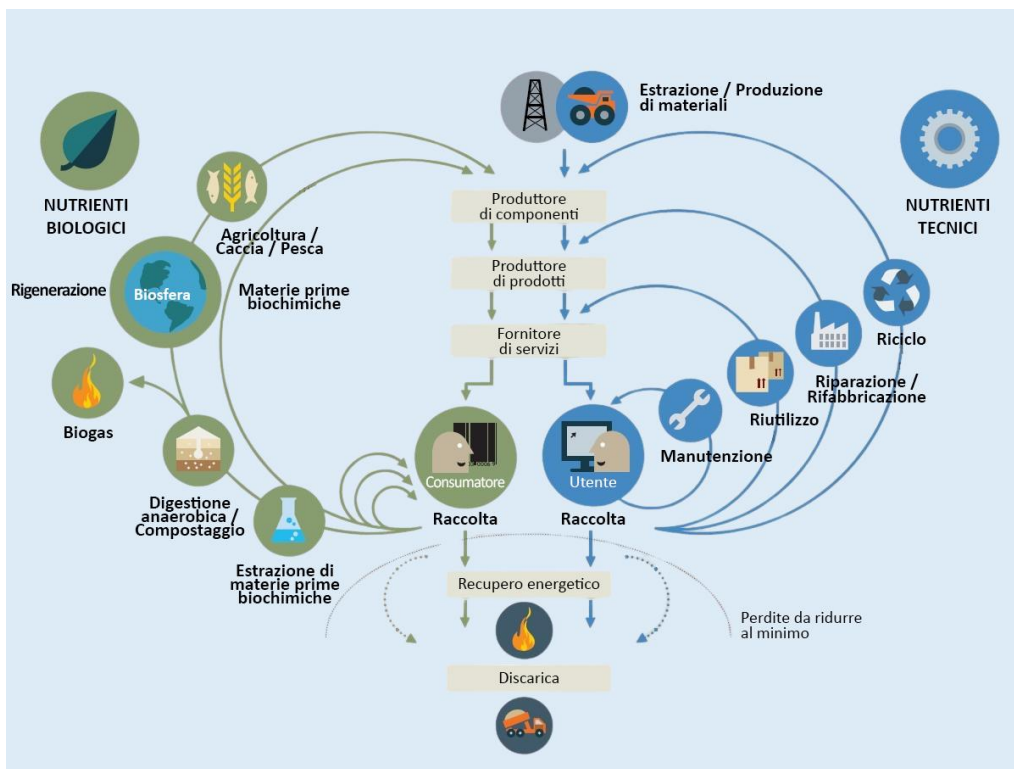 Estrazione / Produzione
di materiali
NUTRIENTI
BIOLOGICI
NUTRIENTI
TECNICI
Agricoltura /
Caccia / Pesca
Produttore
di componenti
Rigenerazione
Biosfera
Materie prime
biochimiche
Produttore
di prodotti
Riciclo
Fornitore
di servizi
Riparazione /
Rifabbricazione
Biogas
Riutilizzo
Manutenzione
Consumatore
Utente
Digestione
anaerobica /
Compostaggio
Raccolta
Raccolta
Estrazione di
materie prime
biochimiche
Recupero energetico
Perdite da ridurre
al minimo
Discarica